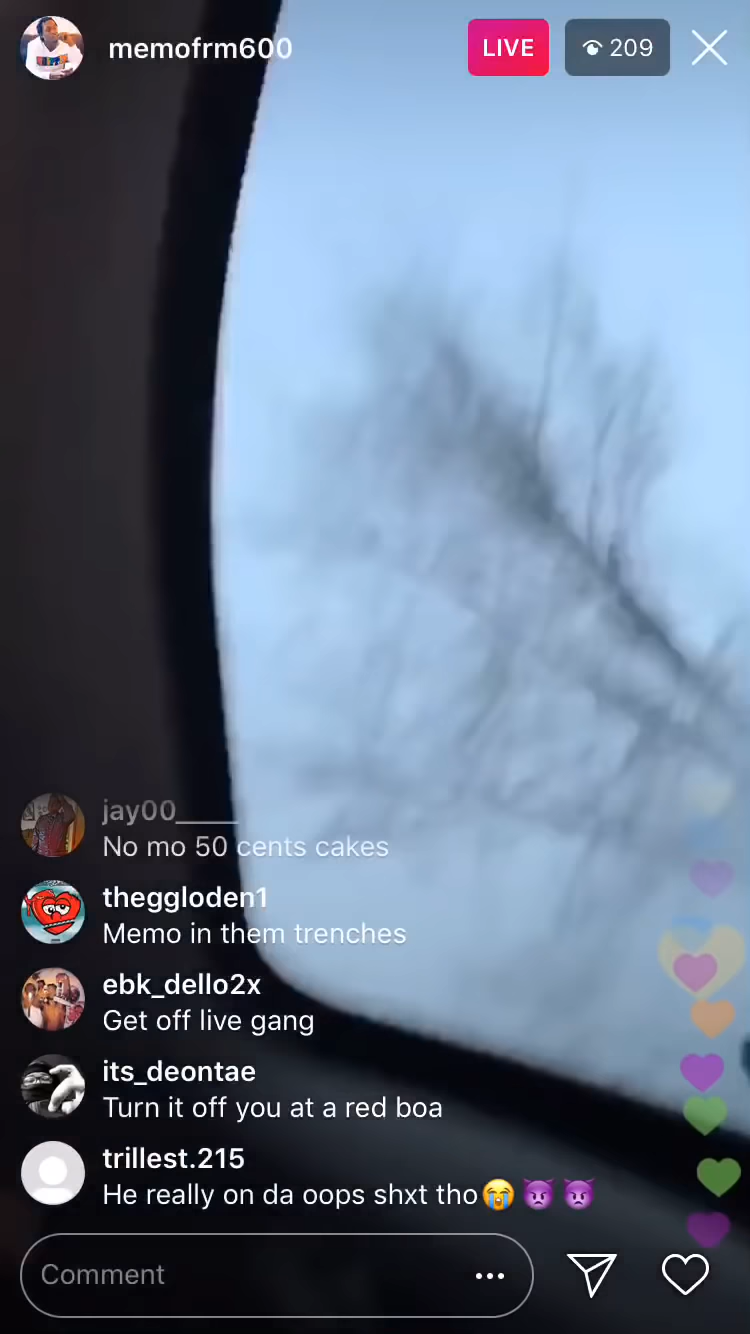 memofrm600
LIVE
209
jay00_____
No mo 50 cents cakes
theggloden1
Memo in them trenches
ebk_dello2x
Get off live gang
its_deontae
Turn it off you at a red boa
trillest.215
He really on da oops shxt tho😭👿👿
Comment